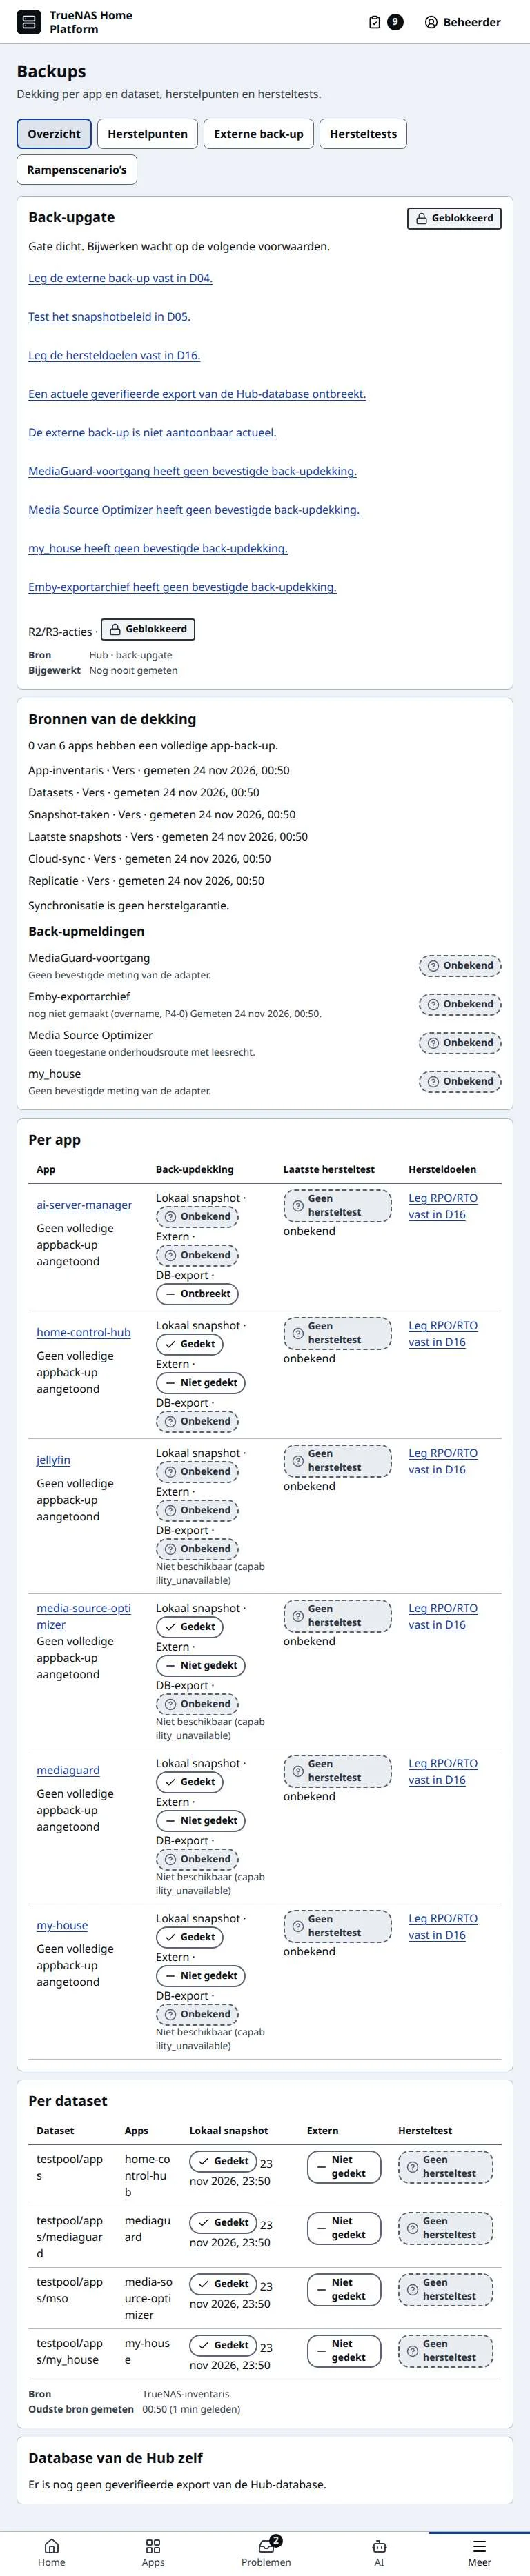 TrueNAS Home
Platform
9
Beheerder
Backups
Dekking per app en dataset, herstelpunten en hersteltests.
Overzicht
Herstelpunten
Externe back-up
Hersteltests
Rampenscenario's
Back-upgate
Geblokkeerd
Gate dicht. Bijwerken wacht op de volgende voorwaarden.
Leg de externe back-up vast in D04.
Test het snapshotbeleid in D05.
Leg de hersteldoelen vast in D16.
Een actuele geverifieerde export van de Hub-database ontbreekt.
De externe back-up is niet aantoonbaar actueel.
MediaGuard-voortgang heeft geen bevestigde back-updekking.
Media Source Optimizer heeft geen bevestigde back-updekking.
my_house heeft geen bevestigde back-updekking.
Emby-exportarchief heeft geen bevestigde back-updekking.
R2/R3-acties · Geblokkeerd
Bron Hub · back-upgate
Bijgewerkt Nog nooit gemeten
Bronnen van de dekking
0 van 6 apps hebben een volledige app-back-up.
App-inventaris · Vers · gemeten 24 nov 2026, 00:50
Datasets · Vers · gemeten 24 nov 2026, 00:50
Snapshot-taken · Vers · gemeten 24 nov 2026, 00:50
Laatste snapshots · Vers · gemeten 24 nov 2026, 00:50
Cloud-sync · Vers · gemeten 24 nov 2026, 00:50
Replicatie · Vers · gemeten 24 nov 2026, 00:50
Synchronisatie is geen herstelgarantie.
Back-upmeldingen
MediaGuard-voortgang
Geen bevestigde meting van de adapter.
Onbekend
Emby-exportarchief
nog niet gemaakt (overname, P4-0) Gemeten 24 nov 2026, 00:50.
Onbekend
Media Source Optimizer
Geen toegestane onderhoudsroute met leesrecht.
Onbekend
my_house
Geen bevestigde meting van de adapter.
Onbekend
Per app
App Back-updekking Laatste hersteltest Hersteldoelen
ai-server-manager
Geen volledige
appback-up
aangetoond
Lokaal snapshot ·
Onbekend
Extern ·
Onbekend
DB-export ·
Ontbreekt
Geen
hersteltest
onbekend
Leg RPO/RTO
vast in D16
home-control-hub
Geen volledige
appback-up
aangetoond
Lokaal snapshot ·
Gedekt
Extern ·
Niet gedekt
DB-export ·
Onbekend
Geen
hersteltest
onbekend
Leg RPO/RTO
vast in D16
jellyfin
Geen volledige
appback-up
aangetoond
Lokaal snapshot ·
Onbekend
Extern ·
Onbekend
DB-export ·
Onbekend
Niet beschikbaar (capab
ility_unavailable)
Geen
hersteltest
onbekend
Leg RPO/RTO
vast in D16
media-source-opti
mizer
Geen volledige
appback-up
aangetoond
Lokaal snapshot ·
Gedekt
Extern ·
Niet gedekt
DB-export ·
Onbekend
Niet beschikbaar (capab
ility_unavailable)
Geen
hersteltest
onbekend
Leg RPO/RTO
vast in D16
mediaguard
Geen volledige
appback-up
aangetoond
Lokaal snapshot ·
Gedekt
Extern ·
Niet gedekt
DB-export ·
Onbekend
Niet beschikbaar (capab
ility_unavailable)
Geen
hersteltest
onbekend
Leg RPO/RTO
vast in D16
my-house
Geen volledige
appback-up
aangetoond
Lokaal snapshot ·
Gedekt
Extern ·
Niet gedekt
DB-export ·
Onbekend
Niet beschikbaar (capab
ility_unavailable)
Geen
hersteltest
onbekend
Leg RPO/RTO
vast in D16
Per dataset
Dataset Apps Lokaal snapshot Extern Hersteltest
testpool/app
s
home-co
ntrol-hu
b
Gedekt 23
nov 2026, 23:50
Niet
gedekt
Geen
hersteltest
testpool/app
s/mediaguar
d
mediagu
ard
Gedekt 23
nov 2026, 23:50
Niet
gedekt
Geen
hersteltest
testpool/app
s/mso
media-so
urce-opti
mizer
Gedekt 23
nov 2026, 23:50
Niet
gedekt
Geen
hersteltest
testpool/app
s/my_house
my-hous
e
Gedekt 23
nov 2026, 23:50
Niet
gedekt
Geen
hersteltest
Bron TrueNAS-inventaris
Oudste bron gemeten 00:50 (1 min geleden)
Database van de Hub zelf
Er is nog geen geverifieerde export van de Hub-database.
2
Home Apps Problemen AI Meer